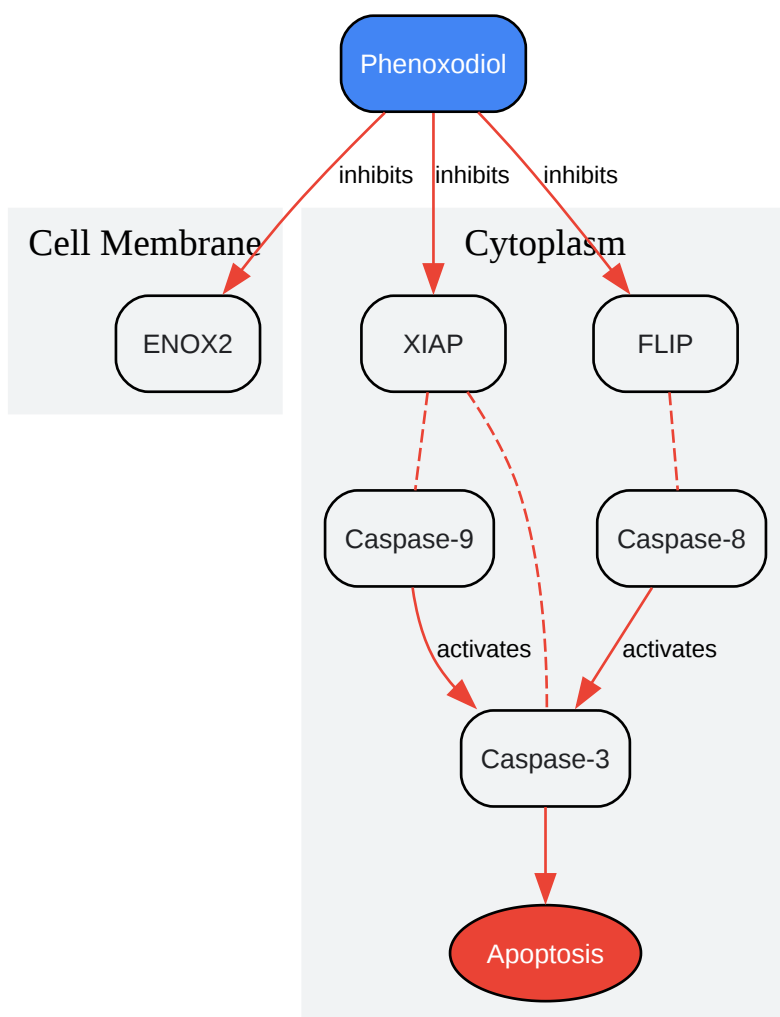 Phenoxodiol
inhibits
inhibits
inhibits
Cell Membrane
Cytoplasm
ENOX2
XIAP
FLIP
Caspase-9
Caspase-8
activates
activates
Caspase-3
Apoptosis